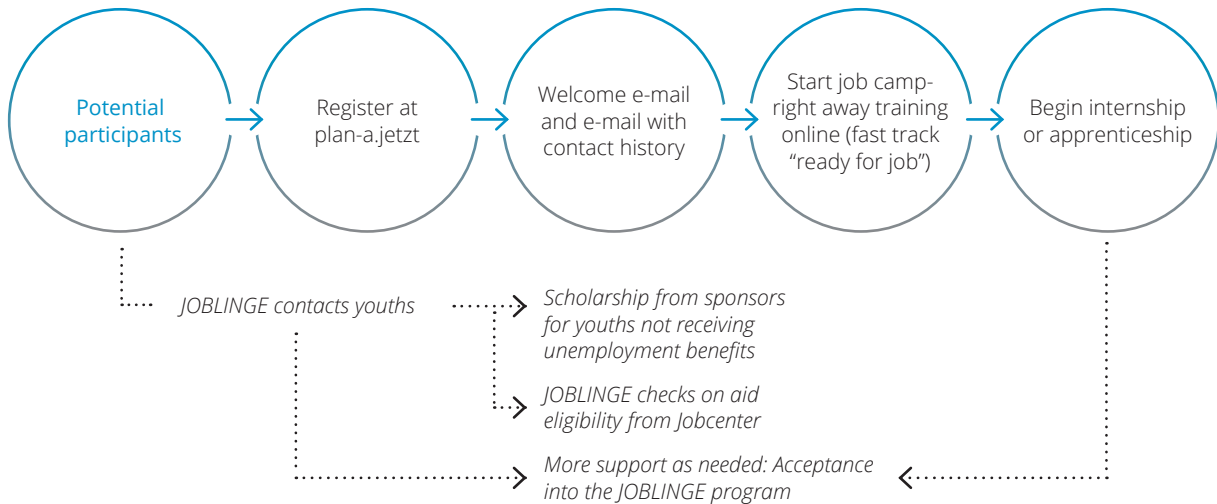 Potential
participants
Register at
plan-a.jetzt
Welcome e-mail
and e-mail with
contact history
Start job camp-
right away training
online (fast track
“ready for job”)
Begin internship
or apprenticeship
JOBLINGE contacts youths
Scholarship from sponsors
for youths not receiving
unemployment benefits
JOBLINGE checks on aid
eligibility from Jobcenter
More support as needed: Acceptance
into the JOBLINGE program